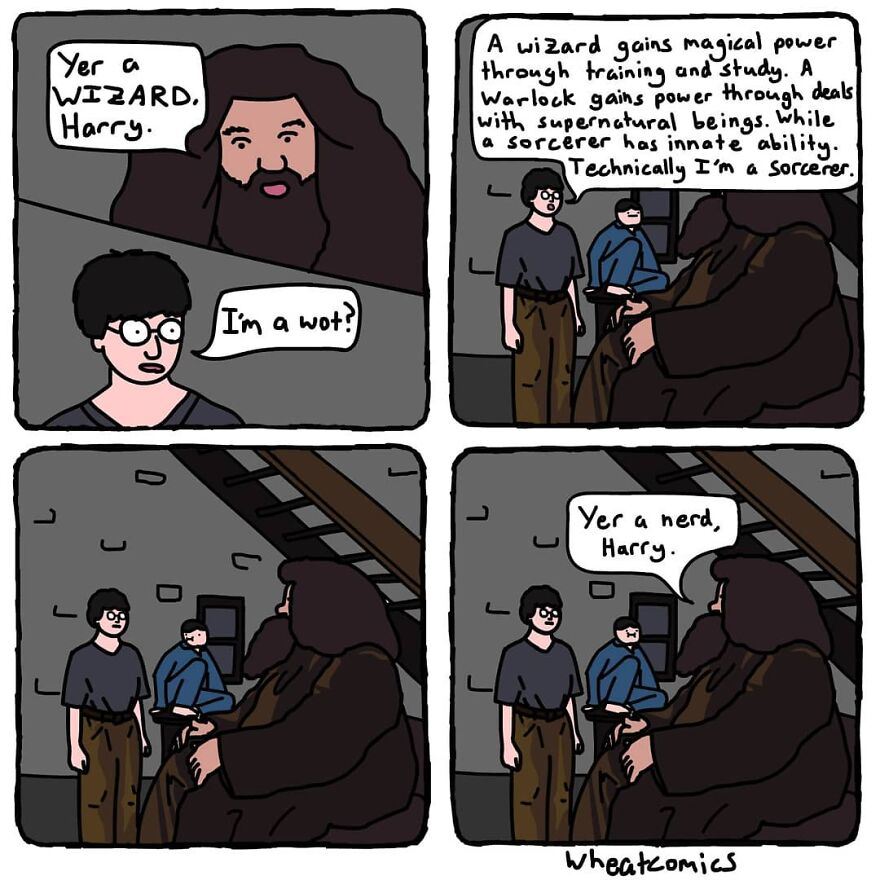 Yer a
WIZARD,
Harry.
I'm a wot?
A wizard gains magical power
through training and study. A
Warlock gains power through deals
with supernatural beings. While
a sorcerer has innate ability.
Technically I'm a sorcerer.
Yer a nerd,
Harry.
Wheatcomics